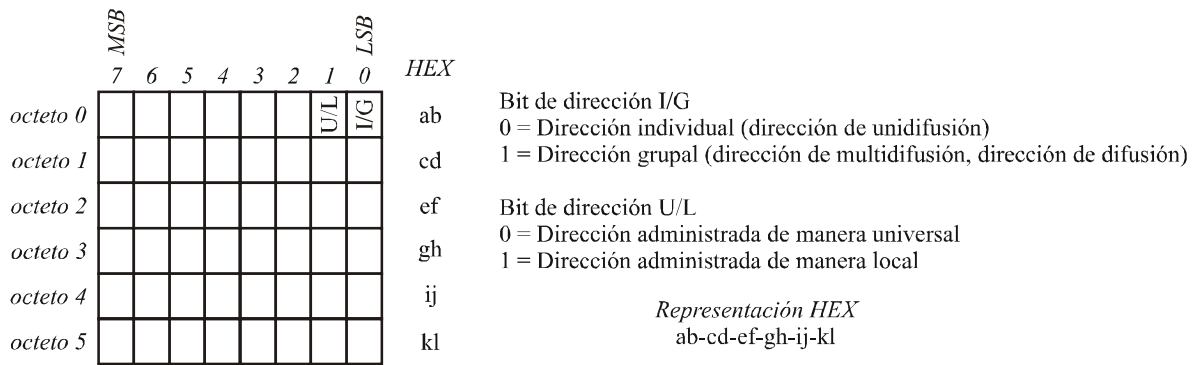 MSB LSB
7 6 5 4 3 2 1 0 HEX
octeto 0 U/L I/G ab
octeto 1 cd
octeto 2 ef
octeto 3 gh
octeto 4 ij
octeto 5 kl
Bit de dirección I/G
0 = Dirección individual (dirección de unidifusión)
1 = Dirección grupal (dirección de multidifusión, dirección de difusión)
Bit de dirección U/L
0 = Dirección administrada de manera universal
1 = Dirección administrada de manera local
Representación HEX
ab-cd-ef-gh-ij-kl